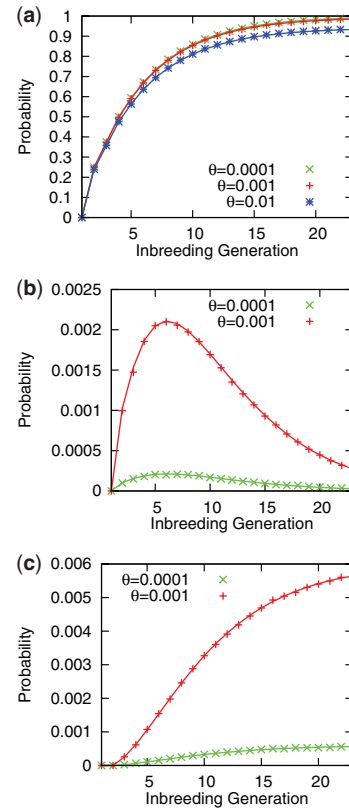 (a)
1
0.9
0.8
0.7
0.6
0.5
0.4
0.3
0.2
0.1
0
Probability
θ=0.0001
θ=0.001
θ=0.01
5 10 15 20
Inbreeding Generation
(b)
0.0025
0.002
0.0015
0.001
0.0005
0
Probability
θ=0.0001
θ=0.001
5 10 15 20
Inbreeding Generation
(c)
0.006
0.005
0.004
0.003
0.002
0.001
0
Probability
θ=0.0001
θ=0.001
5 10 15 20
Inbreeding Generation